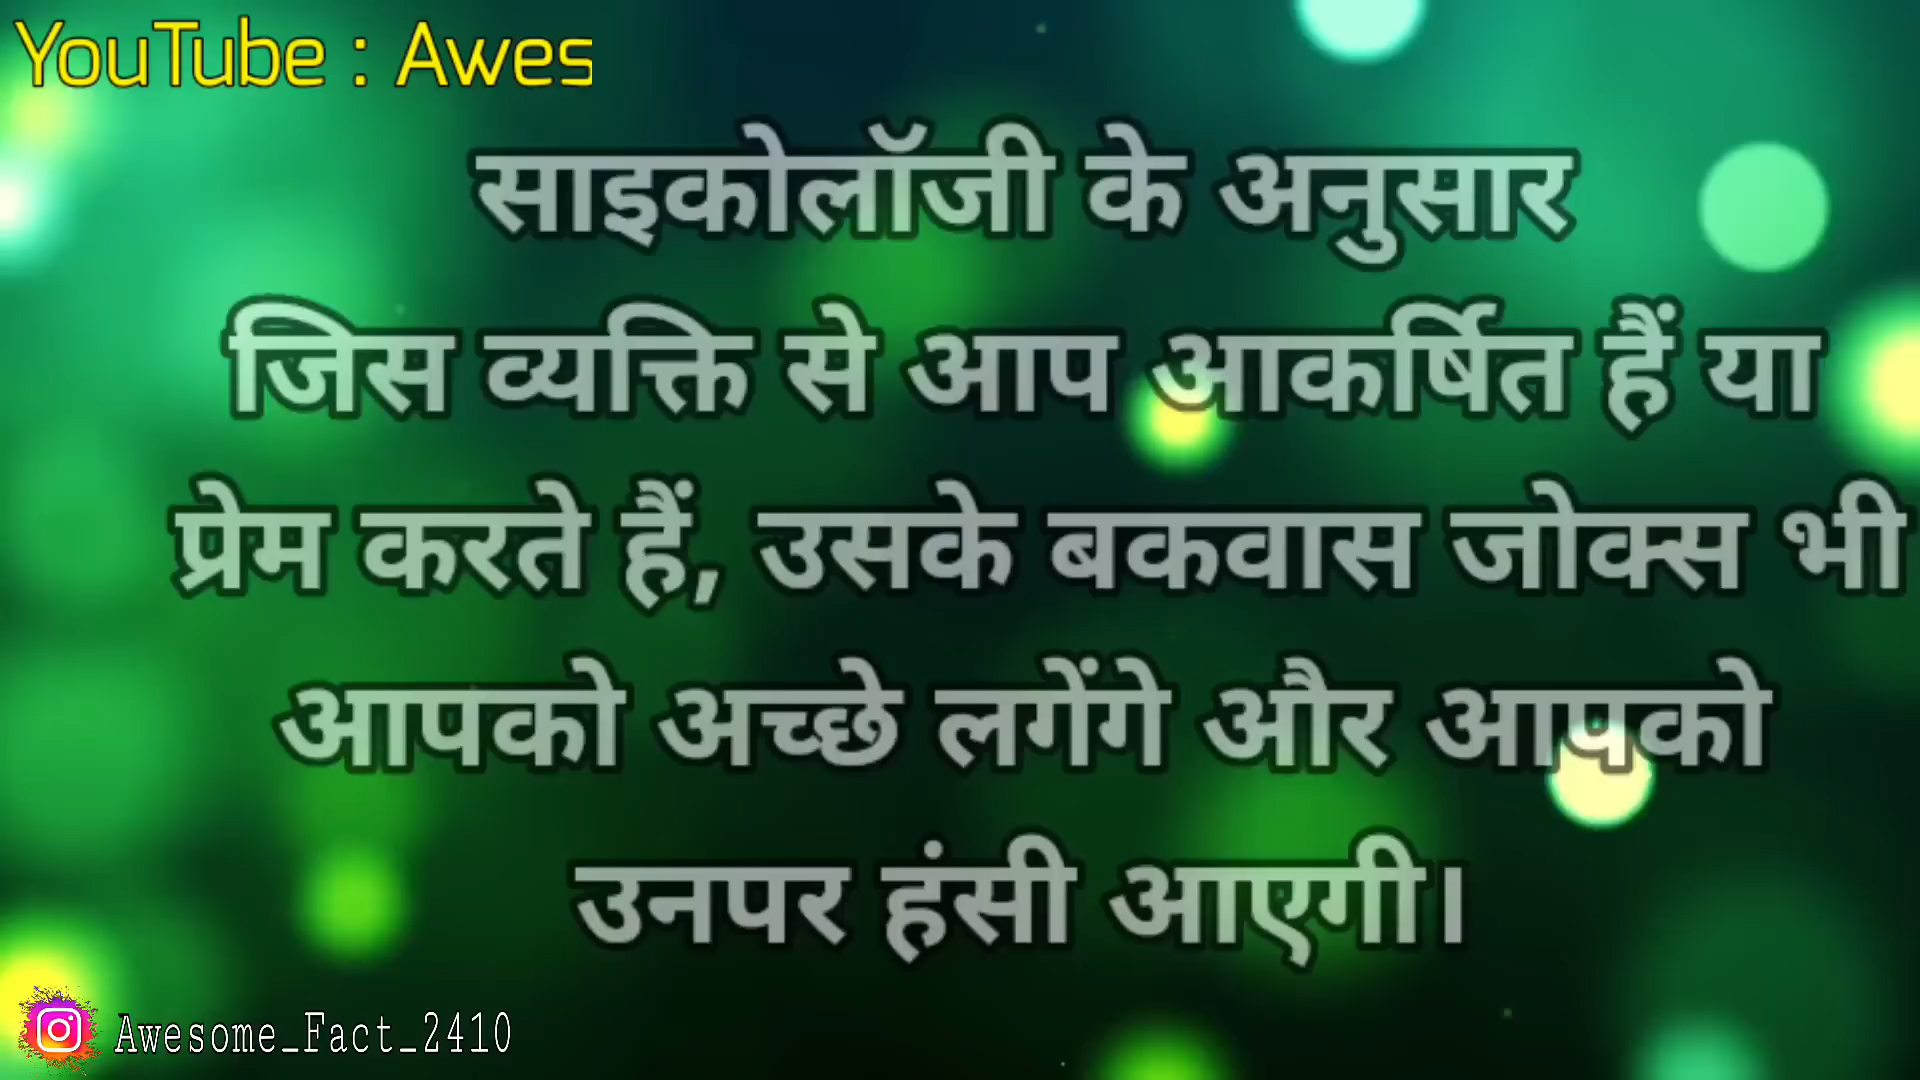 YouTube : Awes
साइकोलॉजी के अनुसार
जिस व्यक्ति से आप आकर्षित हैं या
प्रेम करते हैं, उसके बकवास जोक्स भी
आपको अच्छे लगेंगे और आपको
उनपर हंसी आएगी।
Awesome_Fact_2410